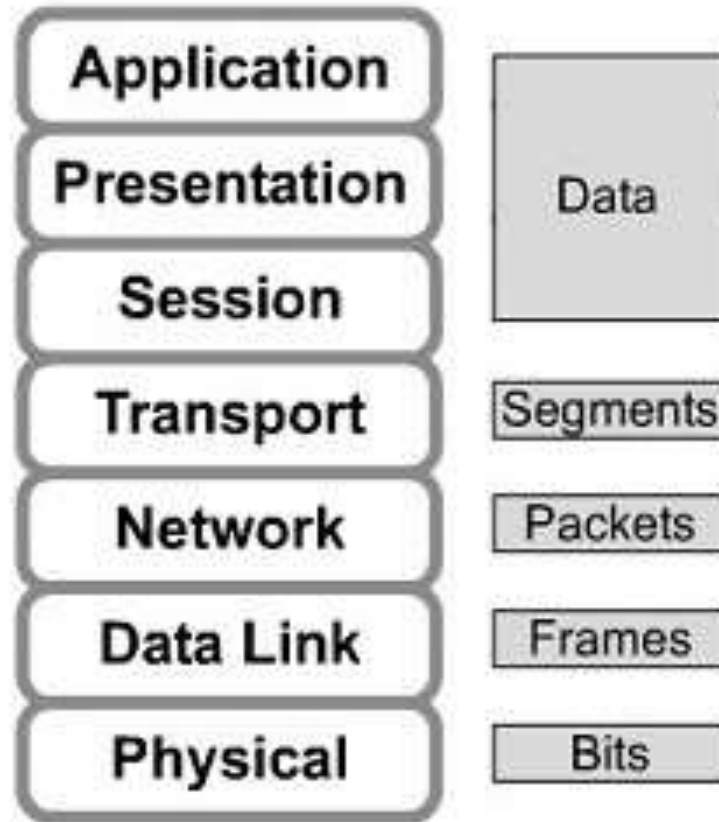 Application
Presentation
Data
Session
Transport
Segments
Network
Packets
Data Link
Frames
Physical
Bits